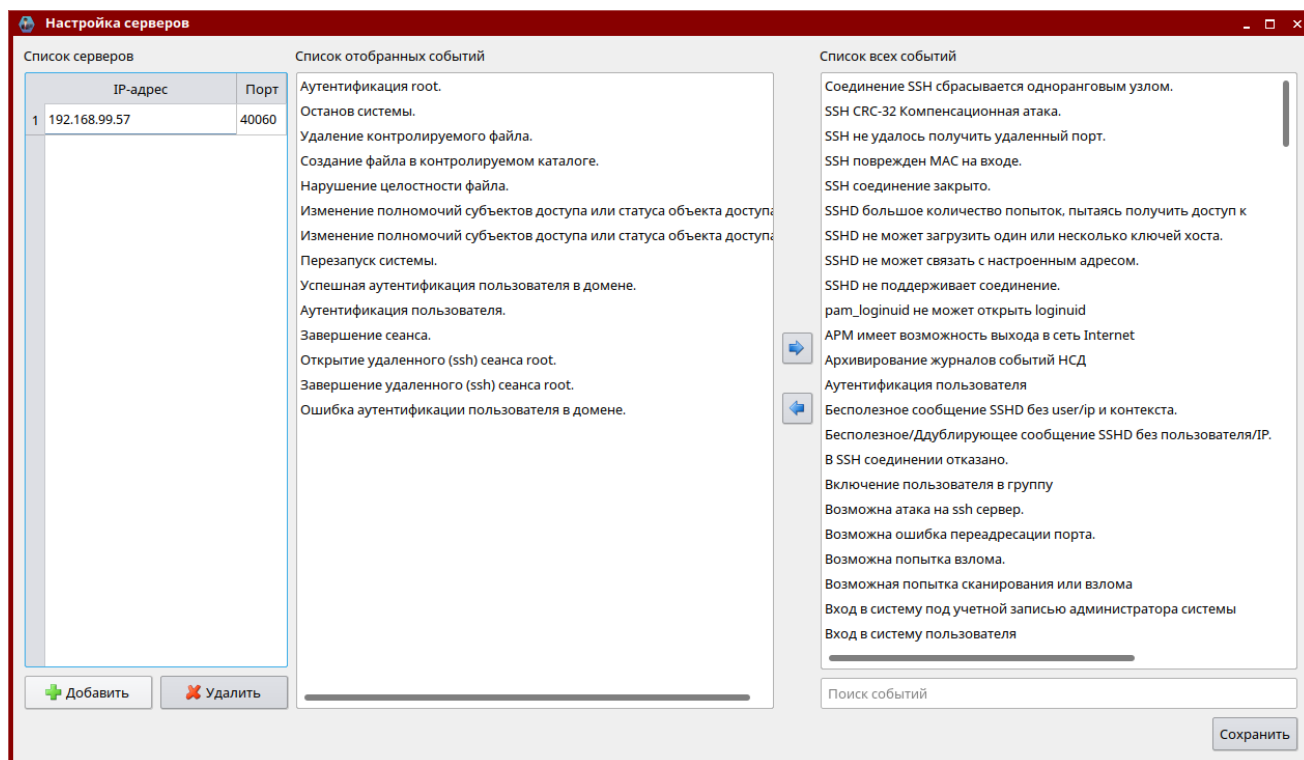 Настройка серверов
Список серверов
IP-адрес Порт
1 192.168.99.57 40060
Добавить
Удалить
Список отобранных событий
Аутентификация root.
Останов системы.
Удаление контролируемого файла.
Создание файла в контролируемом каталоге.
Нарушение целостности файла.
Изменение полномочий субъектов доступа или статуса объекта доступа
Изменение полномочий субъектов доступа или статуса объекта доступа
Перезапуск системы.
Успешная аутентификация пользователя в домене.
Аутентификация пользователя.
Завершение сеанса.
Открытие удаленного (ssh) сеанса root.
Завершение удаленного (ssh) сеанса root.
Ошибка аутентификации пользователя в домене.
Список всех событий
Соединение SSH сбрасывается одноранговым узлом.
SSH CRC-32 Компенсационная атака.
SSH не удалось получить удаленный порт.
SSH поврежден MAC на входе.
SSH соединение закрыто.
SSHD большое количество попыток, пытаясь получить доступ к
SSHD не может загрузить один или несколько ключей хоста.
SSHD не может связать с настроенным адресом.
SSHD не поддерживает соединение.
pam_loginuid не может открыть loginuid
АРМ имеет возможность выхода в сеть Internet
Архивирование журналов событий НСД
Аутентификация пользователя
Бесполезное сообщение SSHD без user/ip и контекста.
Бесполезное/Ддублирующее сообщение SSHD без пользователя/IP.
В SSH соединении отказано.
Включение пользователя в группу
Возможна атака на ssh сервер.
Возможна ошибка переадресации порта.
Возможна попытка взлома.
Возможная попытка сканирования или взлома
Вход в систему под учетной записью администратора системы
Вход в систему пользователя
Поиск событий
Сохранить